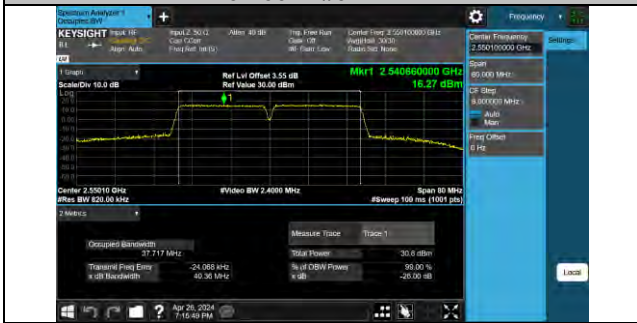 Spectrum Analyzer 1
Occupied BW
Frequency
KEYSIGHT Input: RF
Input Z: 50 Ω
Atten: 40 dB
Trig: Free Run
Center Freq: 2.550100000 GHz
Align: Auto
Freq Ref: Int (S)
Gate: Off
Avg|Hold: 30/30
IF Gain: Low
Radio Std: None
Center Frequency
2.550100000 GHz
Settings
Span
80.000 MHz
CF Step
8.000000 MHz
Auto
Man
Freq Offset
0 Hz
1 Graph
Scale/Div 10.0 dB
Ref Lvl Offset 3.55 dB
Ref Value 30.00 dBm
Mkr1 2.540660000 GHz
16.27 dBm
Log
1
Center 2.55010 GHz
#Video BW 2.4000 MHz
Span 80 MHz
#Res BW 820.00 kHz
#Sweep 100 ms (1001 pts)
2 Metrics
Measure Trace
Trace 1
Occupied Bandwidth
37.717 MHz
Total Power
30.6 dBm
Transmit Freq Error
-24.068 kHz
% of OBW Power
99.00 %
x dB Bandwidth
40.36 MHz
x dB
-26.00 dB
Local
Apr 26, 2024
7:15:49 PM